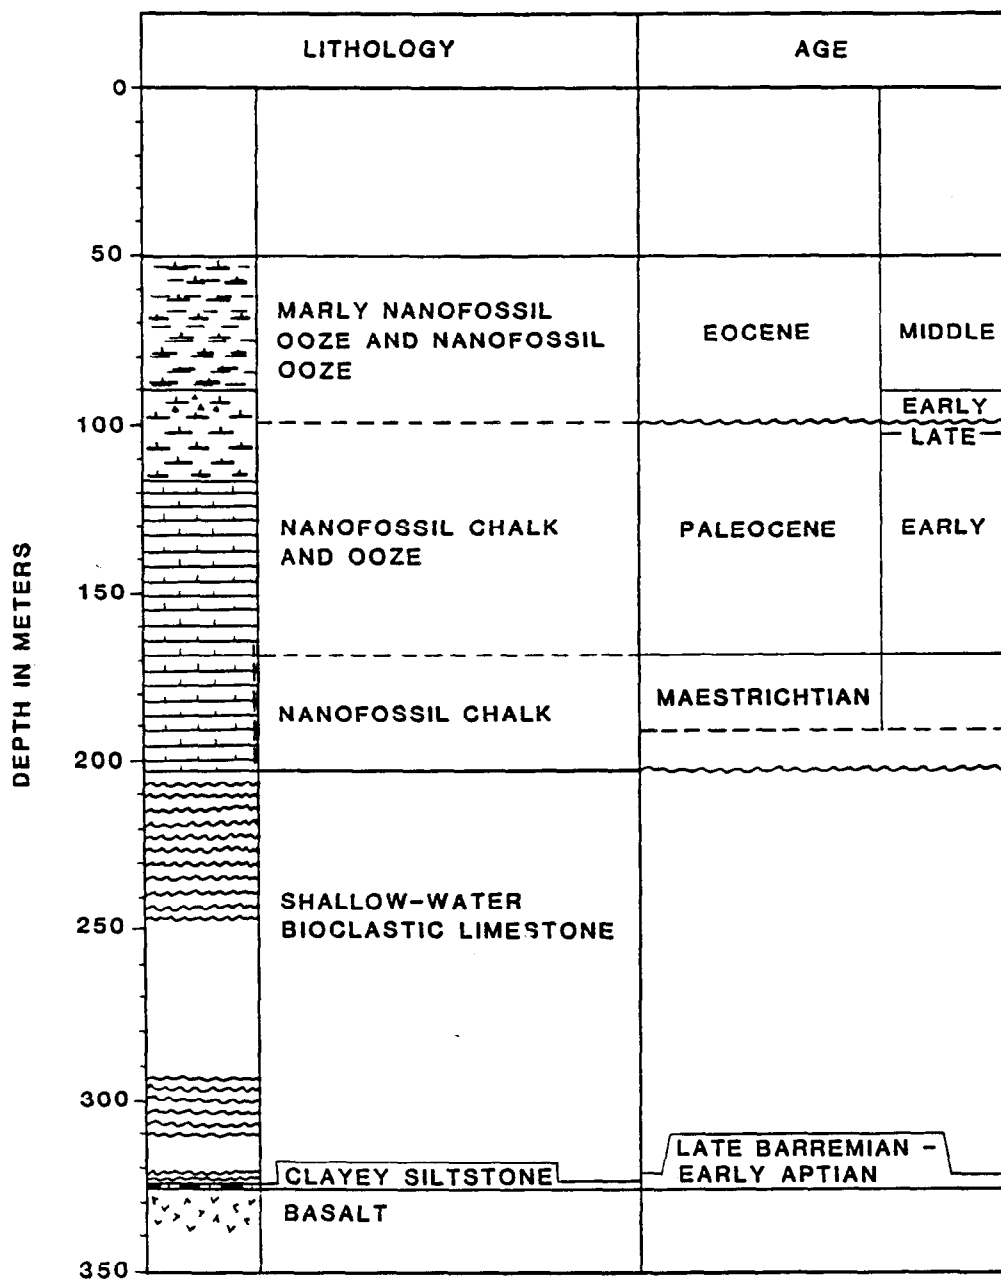 LITHOLOGY
AGE
0
50
MARLY NANOFOSSIL
OOZE AND NANOFOSSIL
OOZE
EOCENE
MIDDLE
EARLY
100
LATE
NANOFOSSIL CHALK
AND OOZE
PALEOCENE
EARLY
150
DEPTH IN METERS
MAESTRICHTIAN
NANOFOSSIL CHALK
200
SHALLOW-WATER
BIOCLASTIC LIMESTONE
250
300
LATE BARREMIAN -
EARLY APTIAN
CLAYEY SILTSTONE
BASALT
350